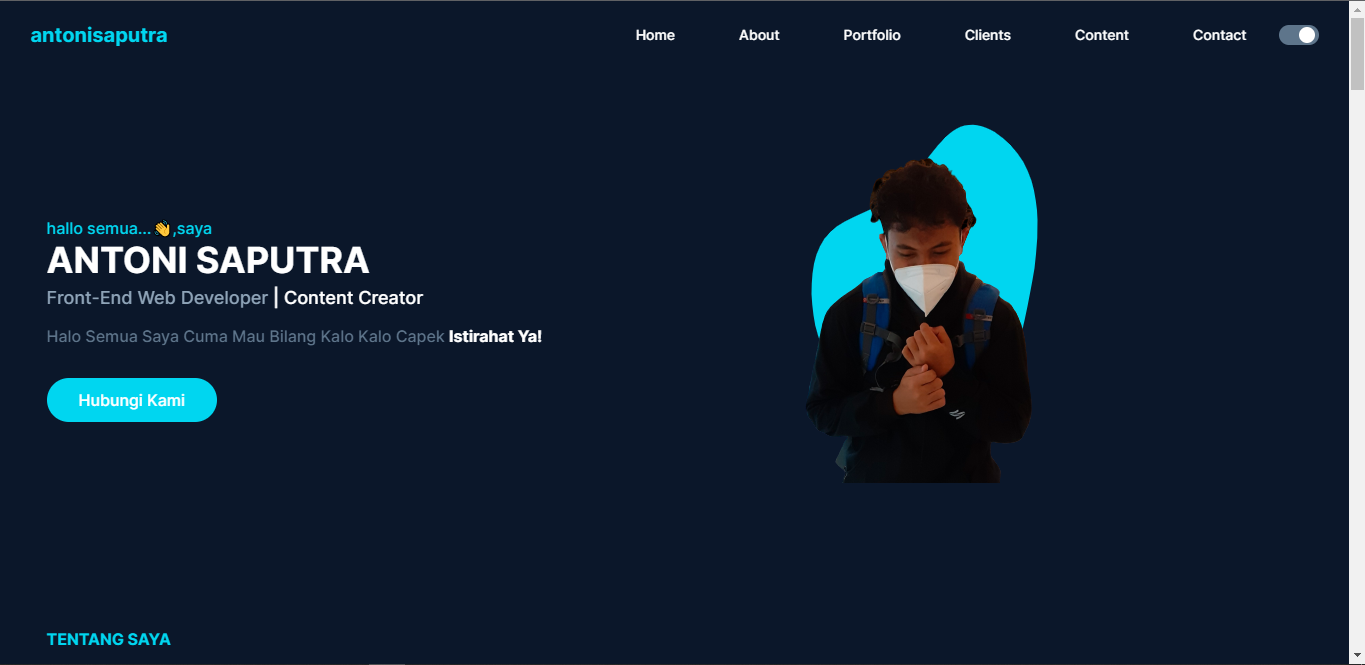 antonisaputra
Home About Portfolio Clients Content Contact
hallo semua...👋,saya
ANTONI SAPUTRA
Front-End Web Developer | Content Creator
Halo Semua Saya Cuma Mau Bilang Kalo Kalo Capek Istirahat Ya!
Hubungi Kami
TENTANG SAYA